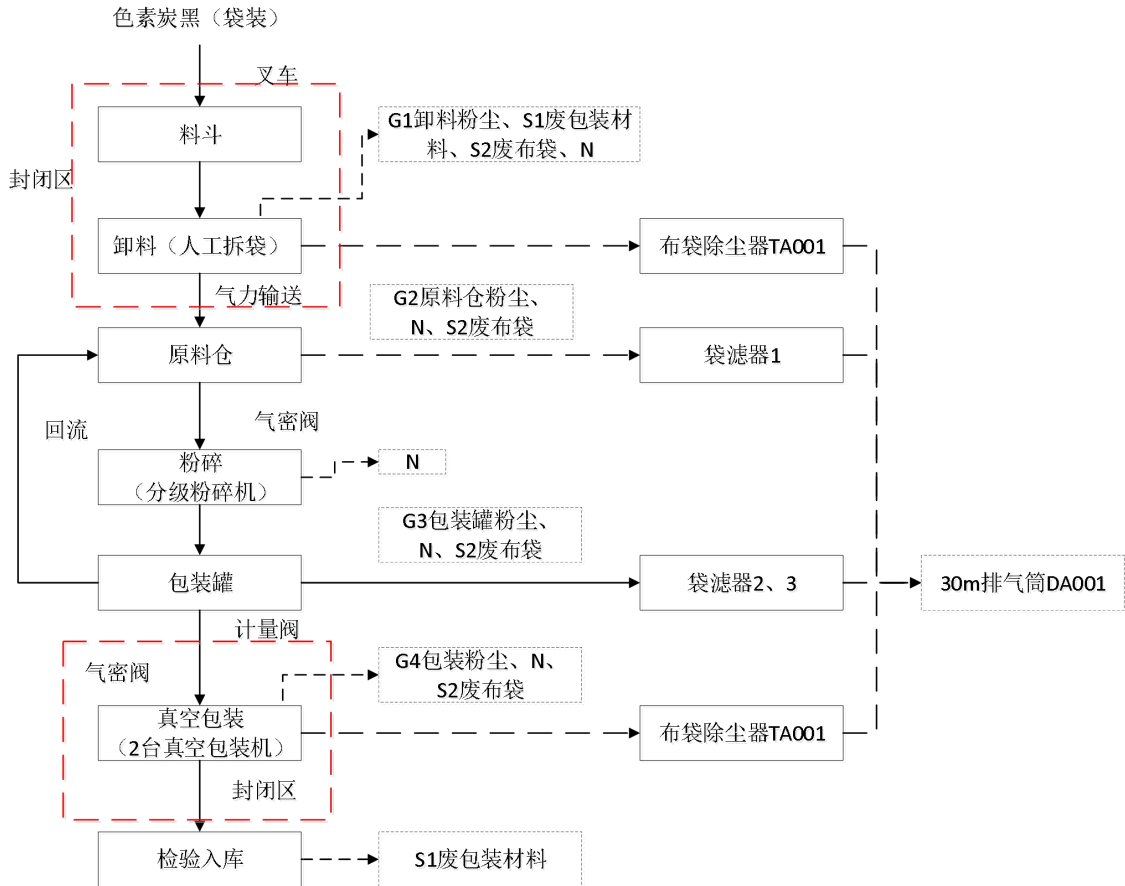 色素炭黑（袋装）
叉车
料斗
G1卸料粉尘、S1废包装材
料、S2废布袋、N
封闭区
卸料（人工拆袋）
布袋除尘器TA001
气力输送
G2原料仓粉尘、
N、S2废布袋
原料仓
袋滤器1
回流
气密阀
粉碎
（分级粉碎机）
N
G3包装罐粉尘、
N、S2废布袋
包装罐
袋滤器2、3
30m排气筒DA001
计量阀
气密阀
G4包装粉尘、N、
S2废布袋
真空包装
（2台真空包装机）
布袋除尘器TA001
封闭区
检验入库
S1废包装材料